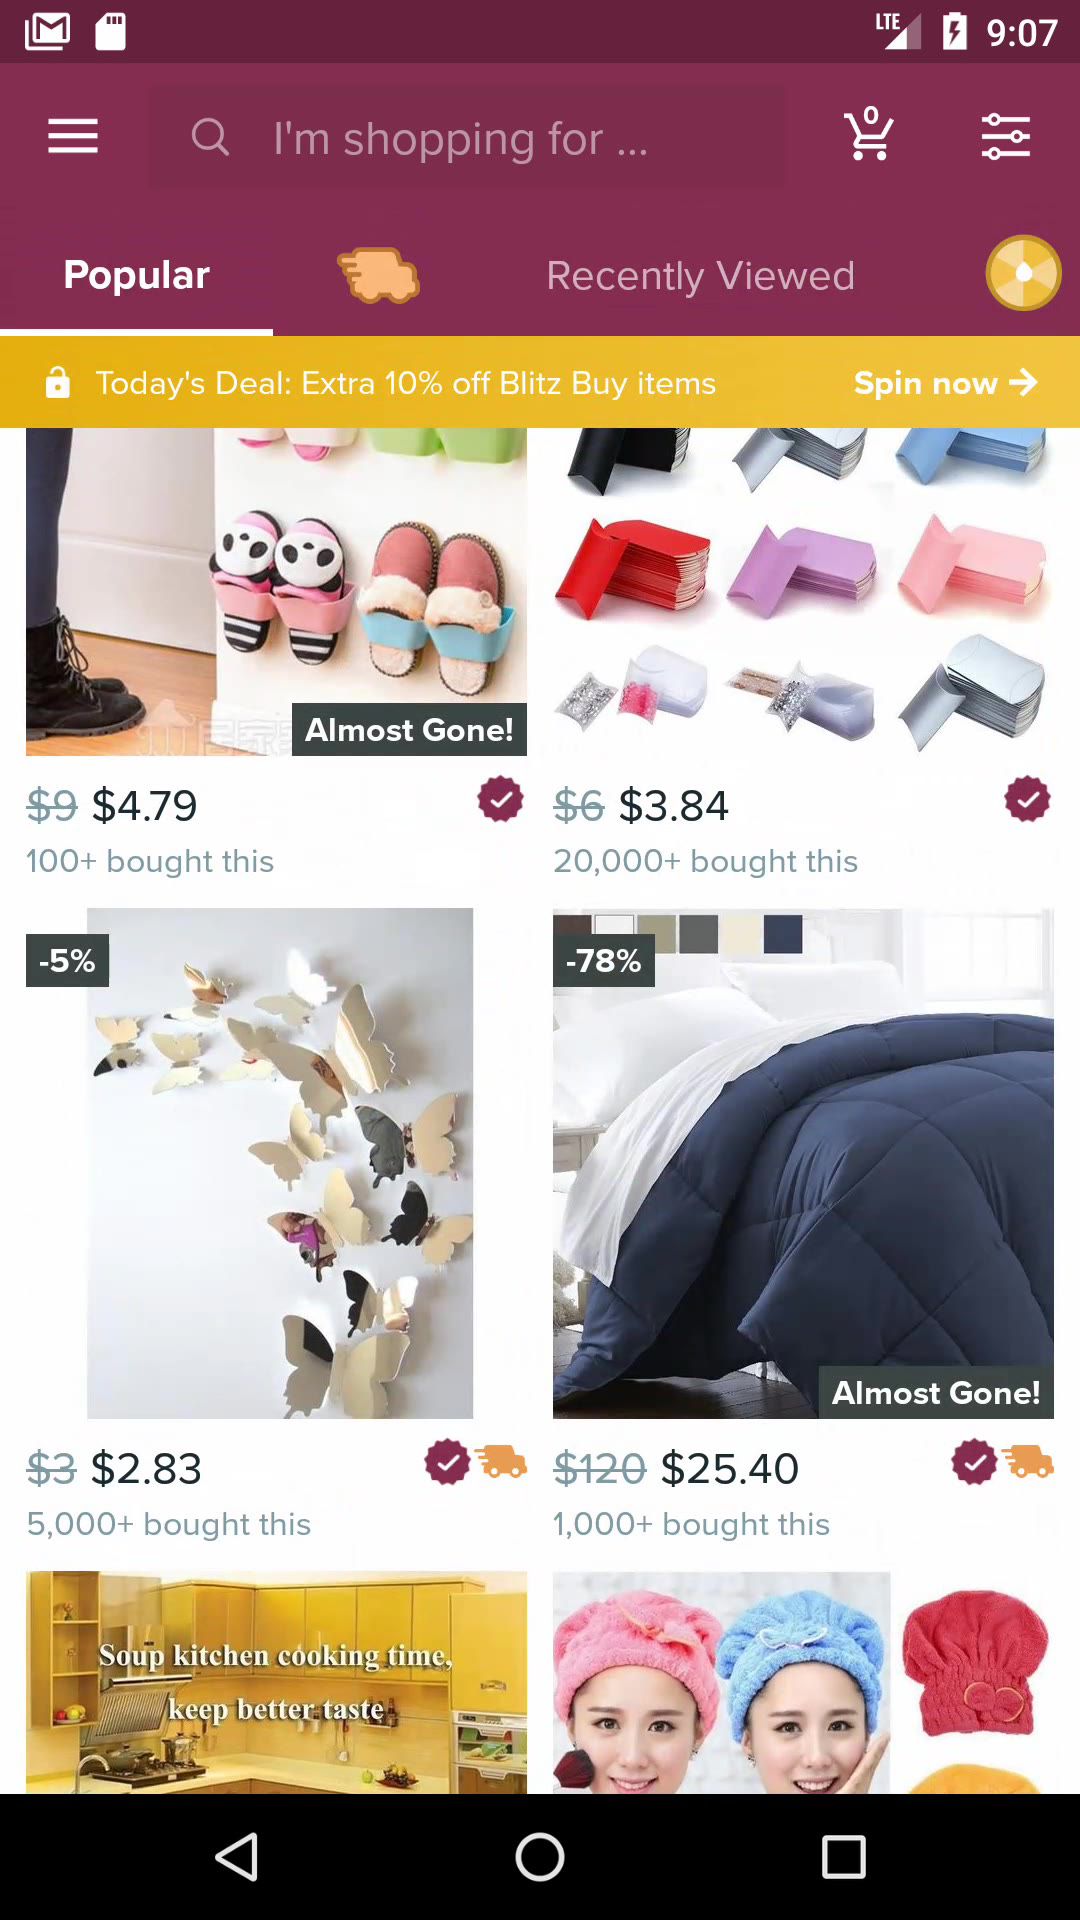 LTE 9:07
I'm shopping for ... 0
Popular Recently Viewed
Today's Deal: Extra 10% off Blitz Buy items Spin now →
Almost Gone!
$9 $4.79
100+ bought this
$6 $3.84
20,000+ bought this
-5%
-78%
Almost Gone!
$3 $2.83
5,000+ bought this
$120 $25.40
1,000+ bought this
Soup kitchen cooking time,
keep better taste